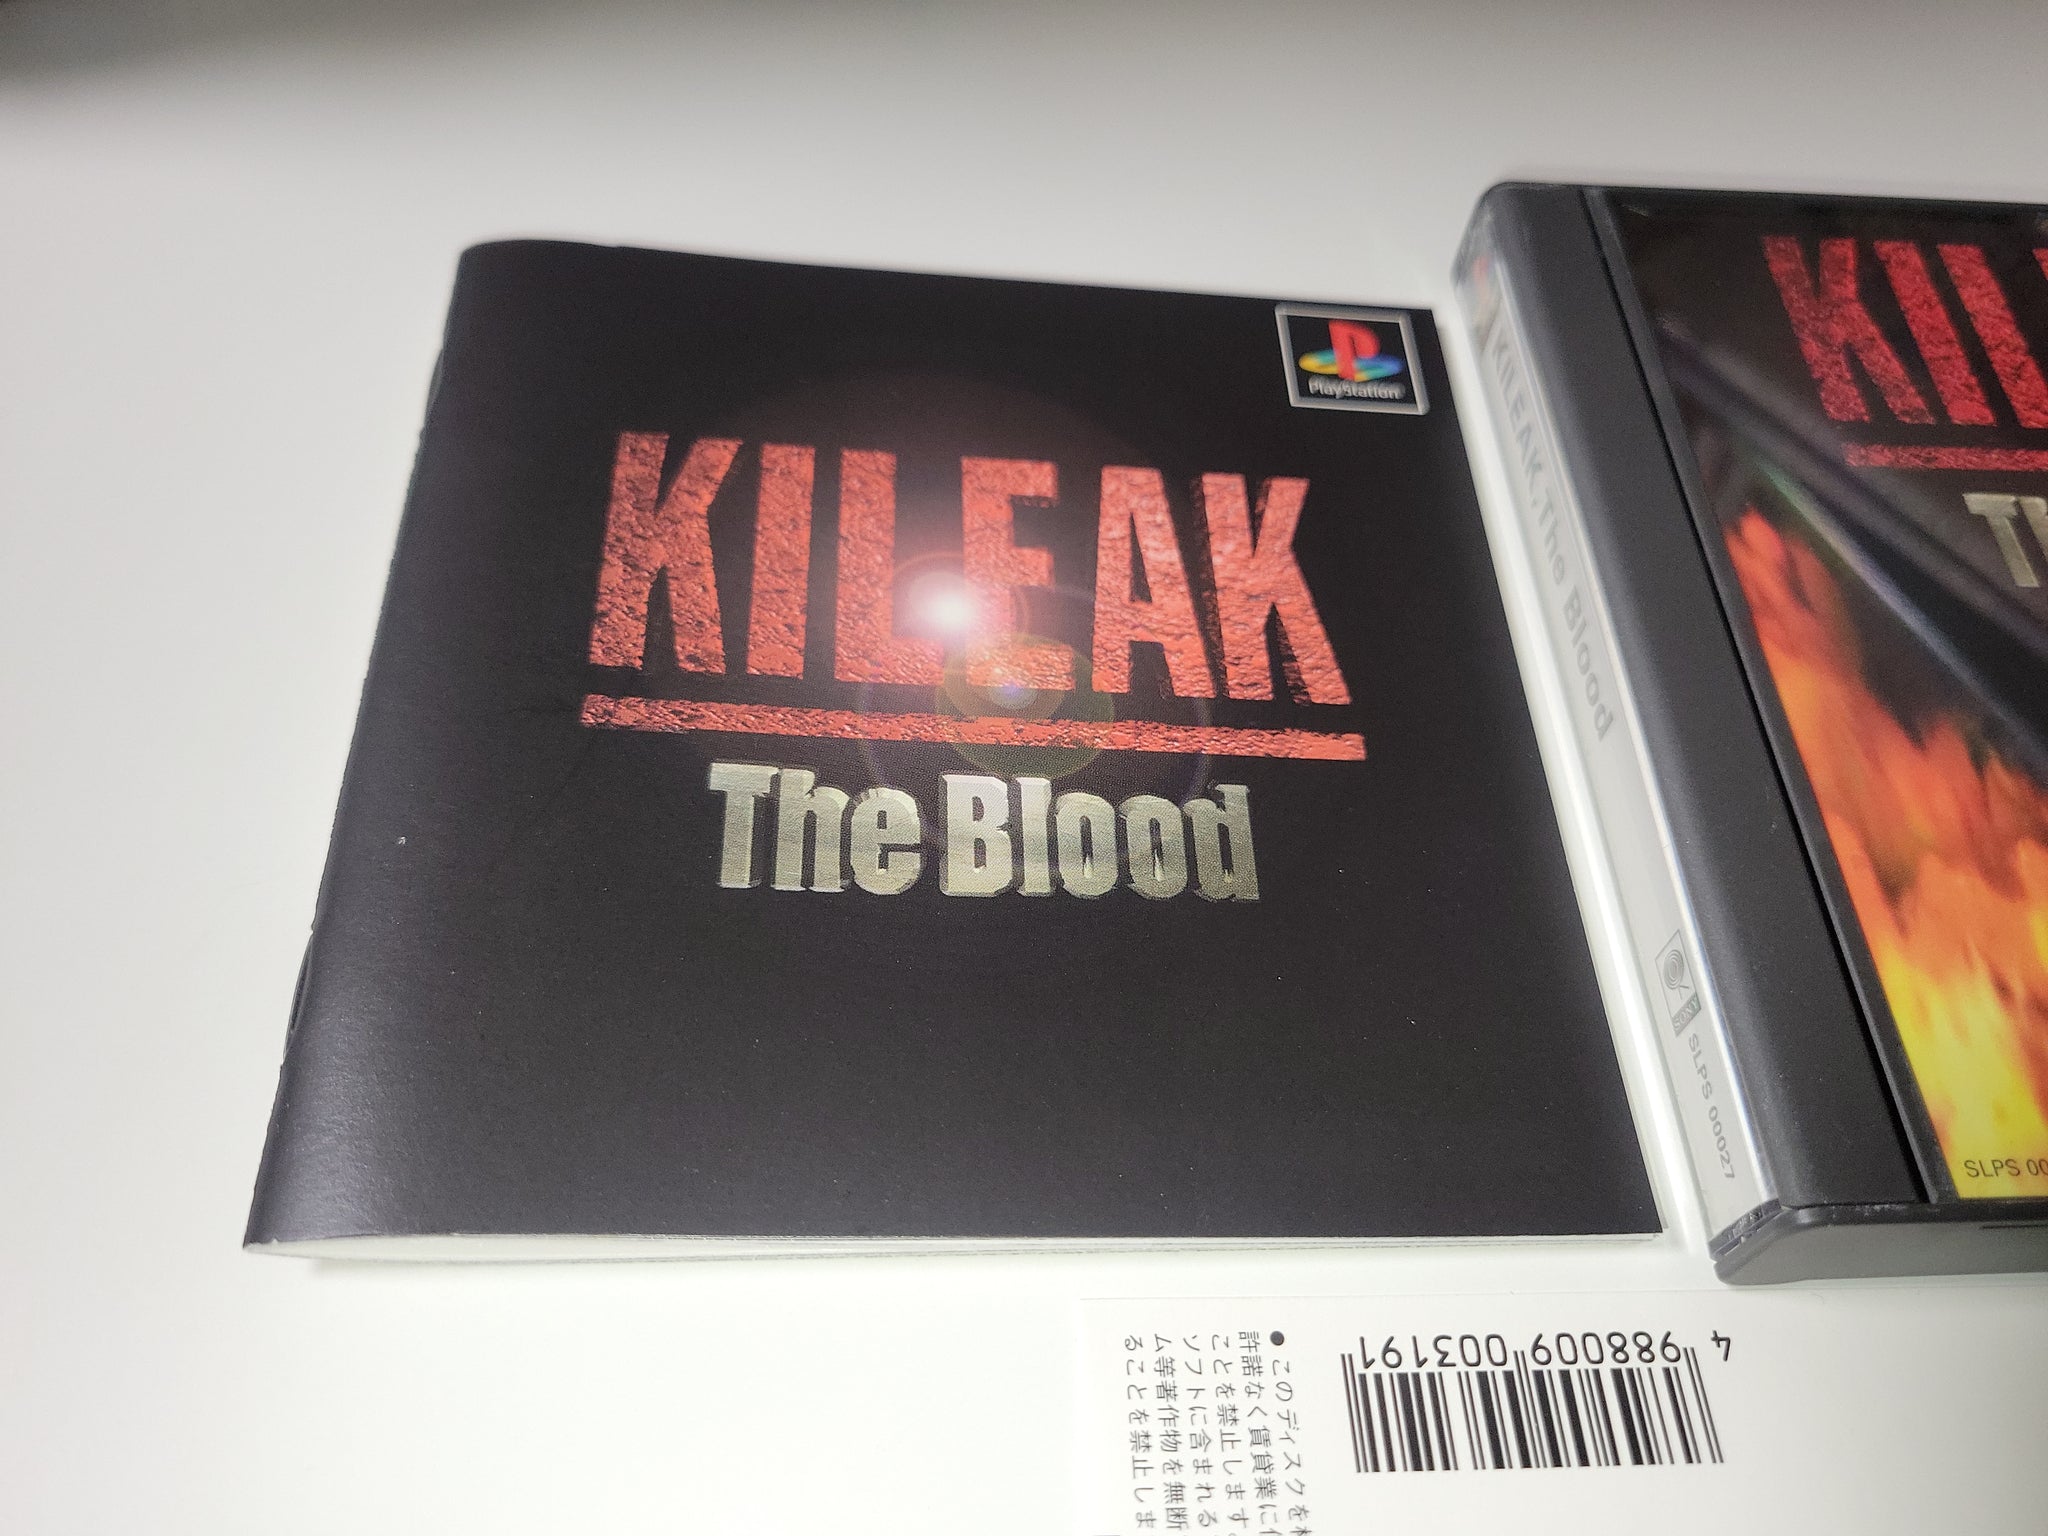 KILEAK
The Blood
PlayStation
KILEAK,The Blood
SONY
SLPS 00027
KIL
SLPS 00
4 988009 003191
● このディスクを
許諾なく賃貸業に
ことを禁止します。
ソフトに含まれる
ム等著作物を無断
ることを禁止しま